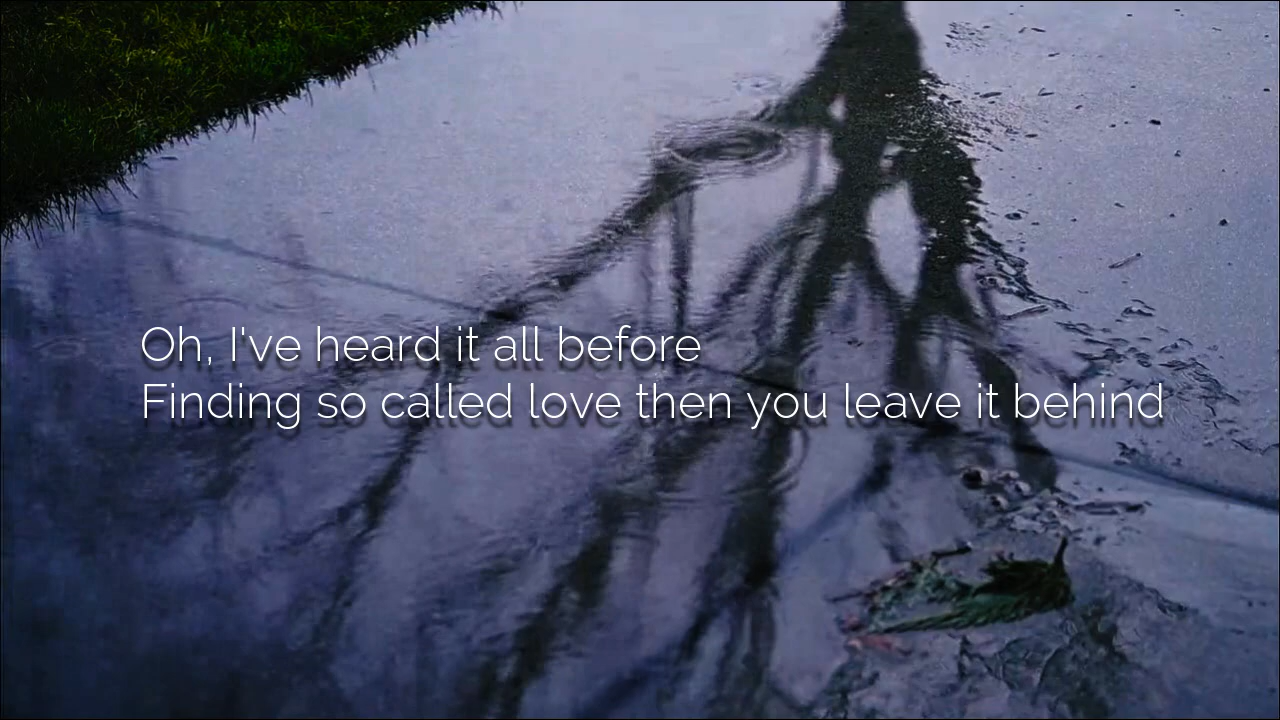 Oh, I've heard it all before
Finding so called love then you leave it behind